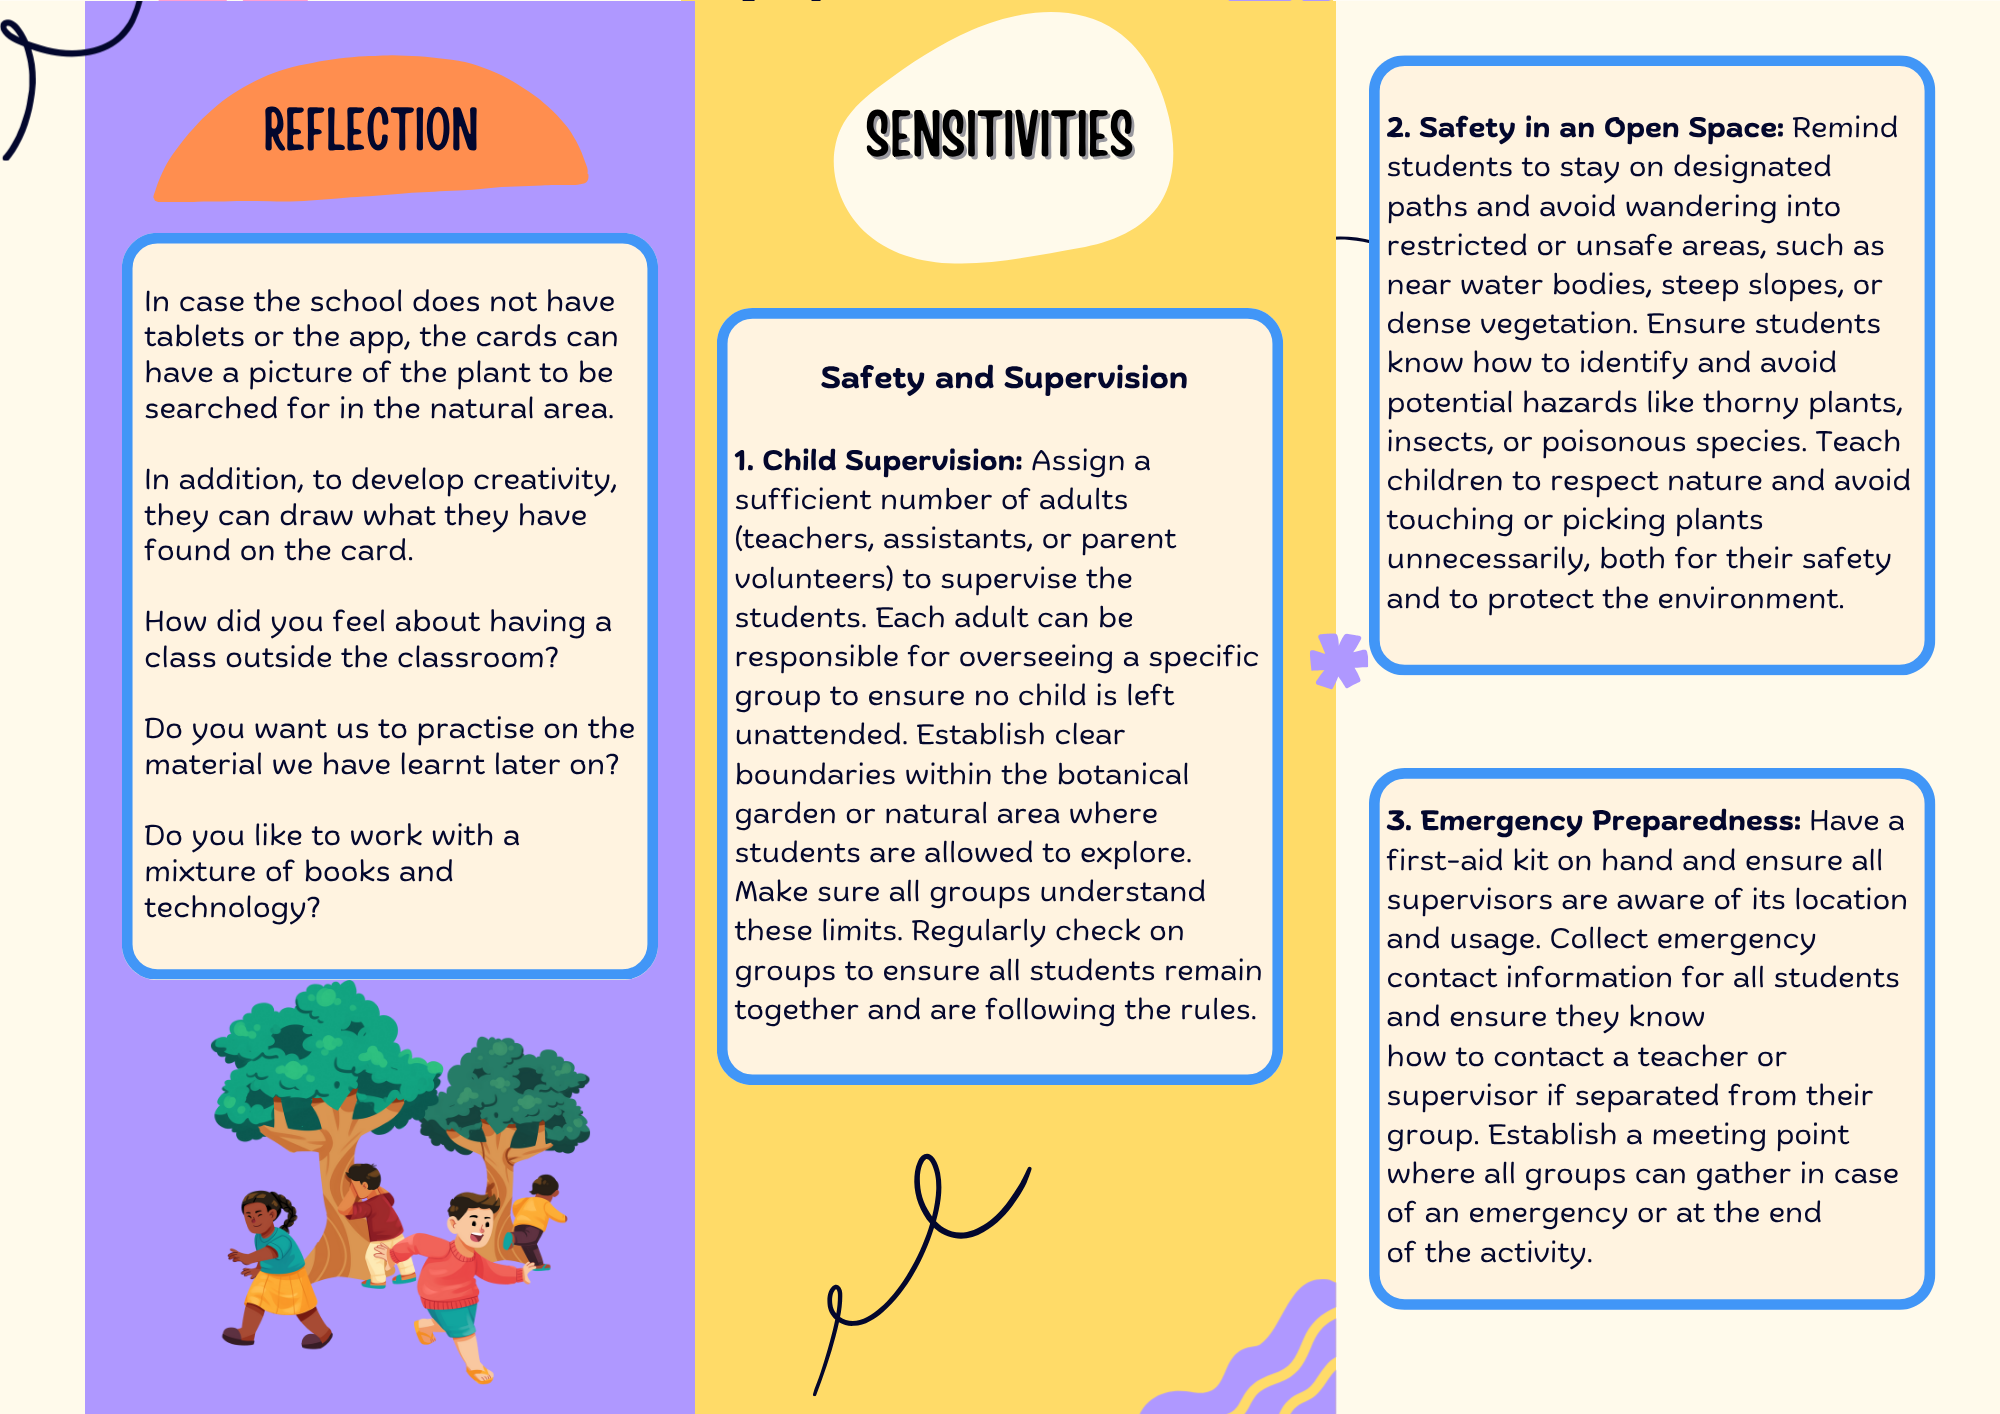 REFLECTION
In case the school does not have
tablets or the app, the cards can
have a picture of the plant to be
searched for in the natural area.
In addition, to develop creativity,
they can draw what they have
found on the card.
How did you feel about having a
class outside the classroom?
Do you want us to practise on the
material we have learnt later on?
Do you like to work with a
mixture of books and
technology?
SENSITIVITIES
Safety and Supervision
1. Child Supervision: Assign a
sufficient number of adults
(teachers, assistants, or parent
volunteers) to supervise the
students. Each adult can be
responsible for overseeing a specific
group to ensure no child is left
unattended. Establish clear
boundaries within the botanical
garden or natural area where
students are allowed to explore.
Make sure all groups understand
these limits. Regularly check on
groups to ensure all students remain
together and are following the rules.
2. Safety in an Open Space: Remind
students to stay on designated
paths and avoid wandering into
restricted or unsafe areas, such as
near water bodies, steep slopes, or
dense vegetation. Ensure students
know how to identify and avoid
potential hazards like thorny plants,
insects, or poisonous species. Teach
children to respect nature and avoid
touching or picking plants
unnecessarily, both for their safety
and to protect the environment.
3. Emergency Preparedness: Have a
first-aid kit on hand and ensure all
supervisors are aware of its location
and usage. Collect emergency
contact information for all students
and ensure they know
how to contact a teacher or
supervisor if separated from their
group. Establish a meeting point
where all groups can gather in case
of an emergency or at the end
of the activity.